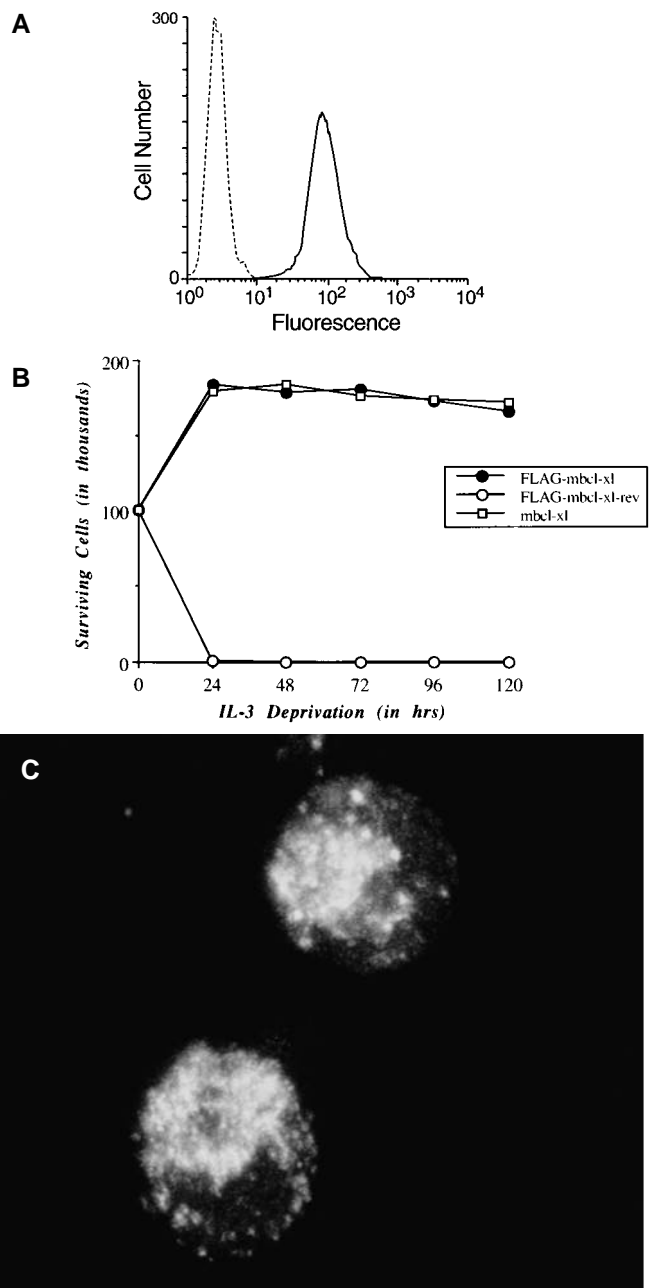 A
300
Cell Number
0
10⁰ 10¹ 10² 10³ 10⁴
Fluorescence
B
200
Surviving Cells (in thousands)
100
0
0 24 48 72 96 120
IL-3 Deprivation (in hrs)
FLAG-mbcl-xl
FLAG-mbcl-xl-rev
mbcl-xl
C